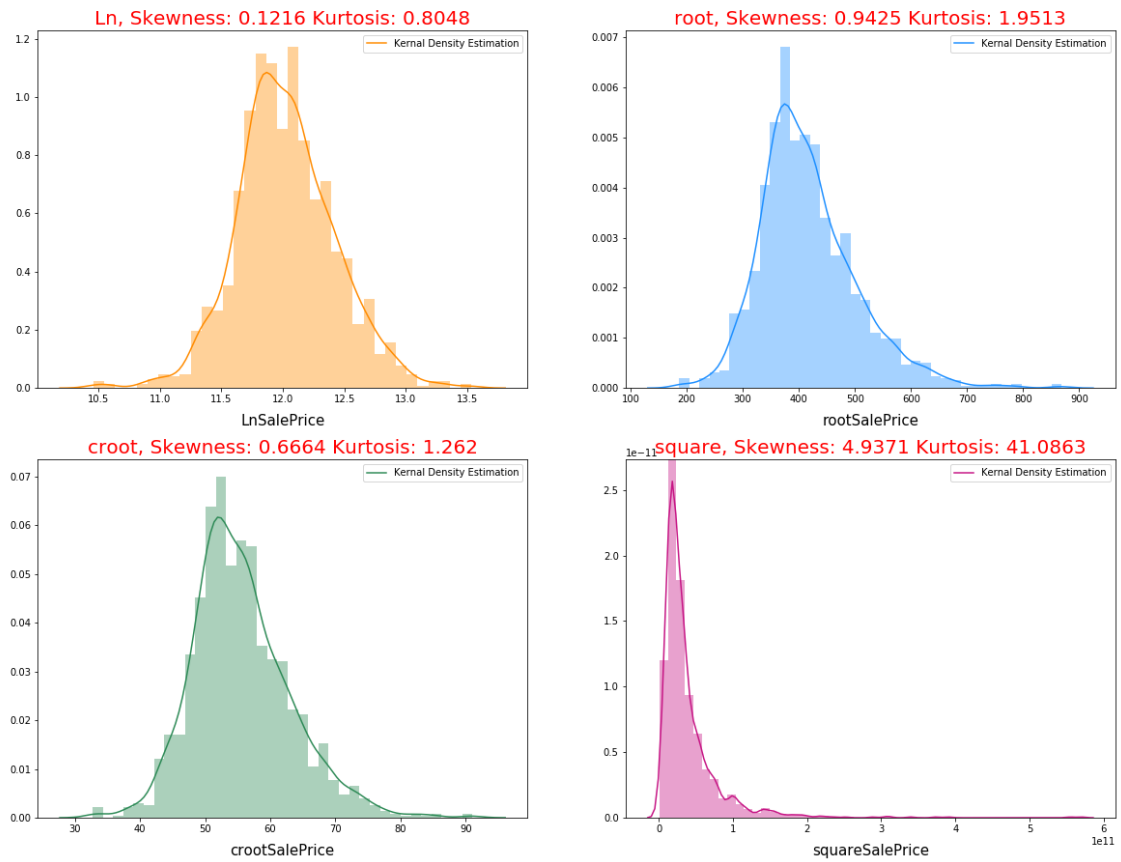 Ln, Skewness: 0.1216 Kurtosis: 0.8048
Kernal Density Estimation
1.2
1.0
0.8
0.6
0.4
0.2
0.0
10.5 11.0 11.5 12.0 12.5 13.0 13.5
LnSalePrice
root, Skewness: 0.9425 Kurtosis: 1.9513
Kernal Density Estimation
0.007
0.006
0.005
0.004
0.003
0.002
0.001
0.000
100 200 300 400 500 600 700 800 900
rootSalePrice
croot, Skewness: 0.6664 Kurtosis: 1.262
Kernal Density Estimation
0.07
0.06
0.05
0.04
0.03
0.02
0.01
0.00
30 40 50 60 70 80 90
crootSalePrice
square, Skewness: 4.9371 Kurtosis: 41.0863
1e-11
Kernal Density Estimation
2.5
2.0
1.5
1.0
0.5
0.0
0 1 2 3 4 5 6
1e11
squareSalePrice